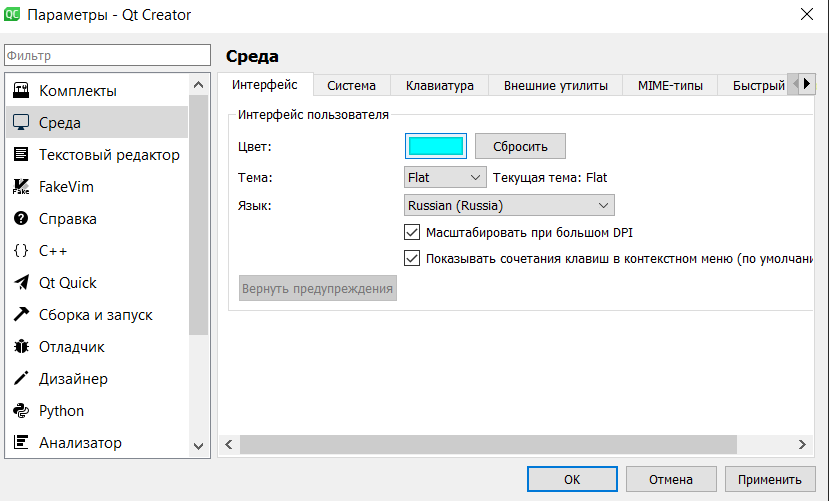 Параметры - Qt Creator
Фильтр
Комплекты
Среда
Текстовый редактор
FakeVim
Справка
C++
Qt Quick
Сборка и запуск
Отладчик
Дизайнер
Python
Анализатор
Среда
Интерфейс Система Клавиатура Внешние утилиты MIME-типы Быстрый
Интерфейс пользователя
Цвет: Сбросить
Тема: Flat Текущая тема: Flat
Язык: Russian (Russia)
Масштабировать при большом DPI
Показывать сочетания клавиш в контекстном меню (по умолчани
Вернуть предупреждения
OK Отмена Применить